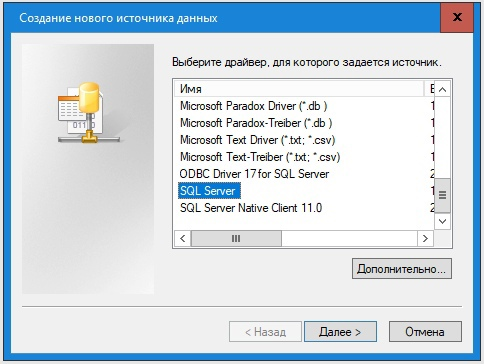 Создание нового источника данных
x
Выберите драйвер, для которого задается источник.
Имя
Microsoft Paradox Driver (*.db ) 1
Microsoft Paradox-Treiber (*.db ) 1
Microsoft Text Driver (*.txt; *.csv) 1
Microsoft Text-Treiber (*.txt; *.csv) 1
ODBC Driver 17 for SQL Server 2
SQL Server 1
SQL Server Native Client 11.0 2
Дополнительно...
< Назад
Далее >
Отмена